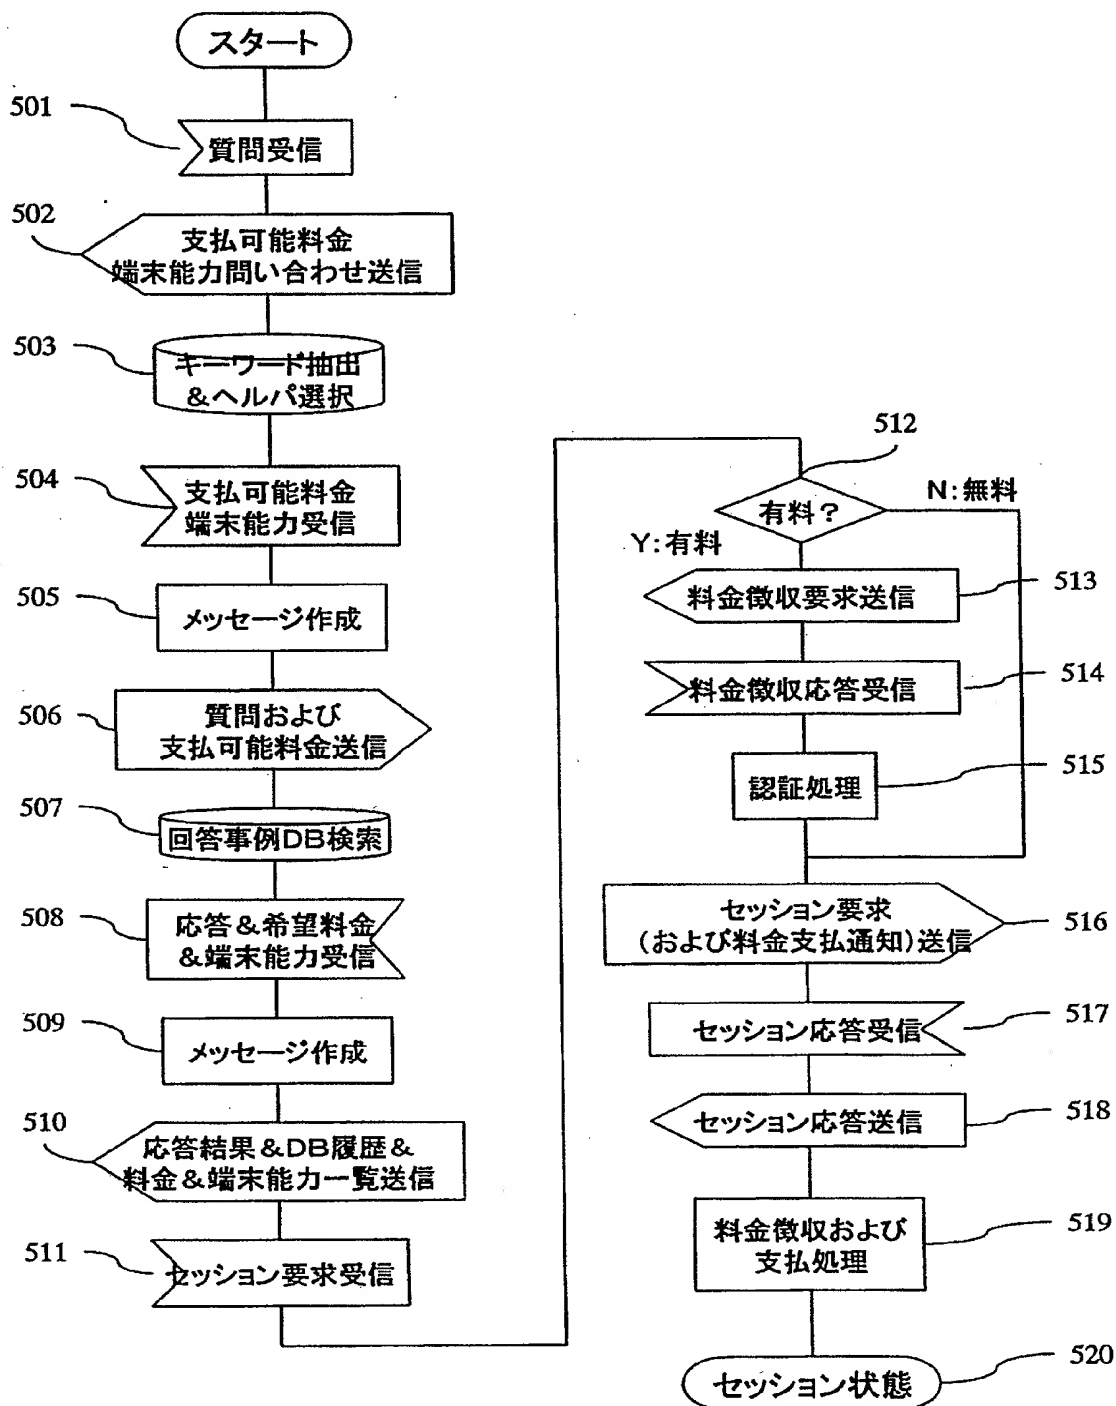 スタート
501
質問受信
502
支払可能料金
端末能力問い合わせ送信
503
キーワード抽出
&ヘルパ選択
504
支払可能料金
端末能力受信
505
メッセージ作成
506
質問および
支払可能料金送信
507
回答事例DB検索
508
応答&希望料金
&端末能力受信
509
メッセージ作成
510
応答結果&DB履歴&
料金&端末能力一覧送信
511
セッション要求受信
512
有料?
N:無料
Y:有料
513
料金徴収要求送信
514
料金徴収応答受信
515
認証処理
516
セッション要求
(および料金支払通知)送信
517
セッション応答受信
518
セッション応答送信
519
料金徴収および
支払処理
520
セッション状態